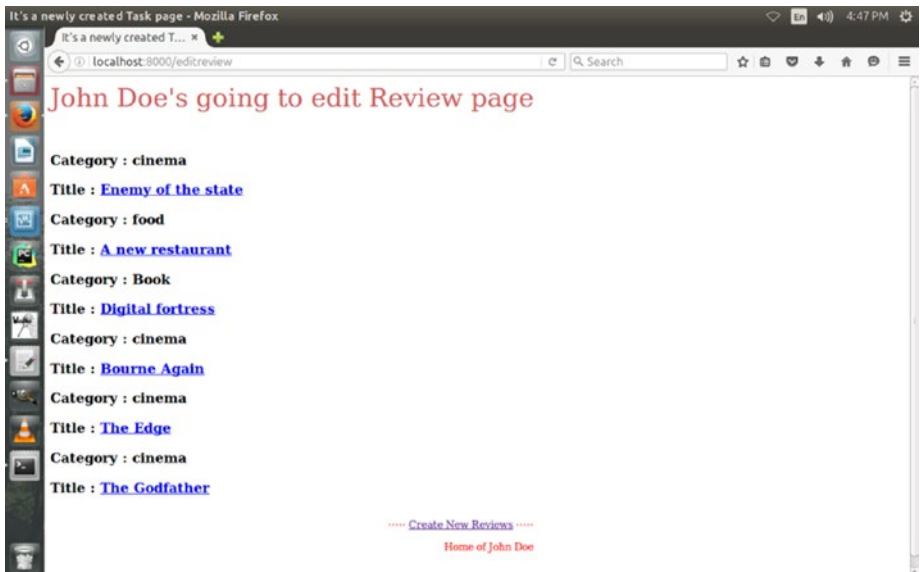 It's a newly created Task page - Mozilla Firefox
En
4:47 PM
It's a newly created T... ×
localhost:8000/editreview
Search
John Doe's going to edit Review page
Category : cinema
Title : Enemy of the state
Category : food
Title : A new restaurant
Category : Book
Title : Digital fortress
Category : cinema
Title : Bourne Again
Category : cinema
Title : The Edge
Category : cinema
Title : The Godfather
----- Create New Reviews -----
Home of John Doe